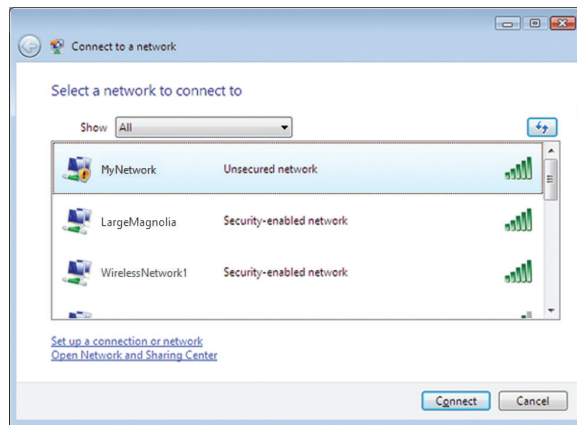 Connect to a network
Select a network to connect to
Show All
MyNetwork Unsecured network
LargeMagnolia Security-enabled network
WirelessNetwork1 Security-enabled network
Set up a connection or network
Open Network and Sharing Center
Connect Cancel